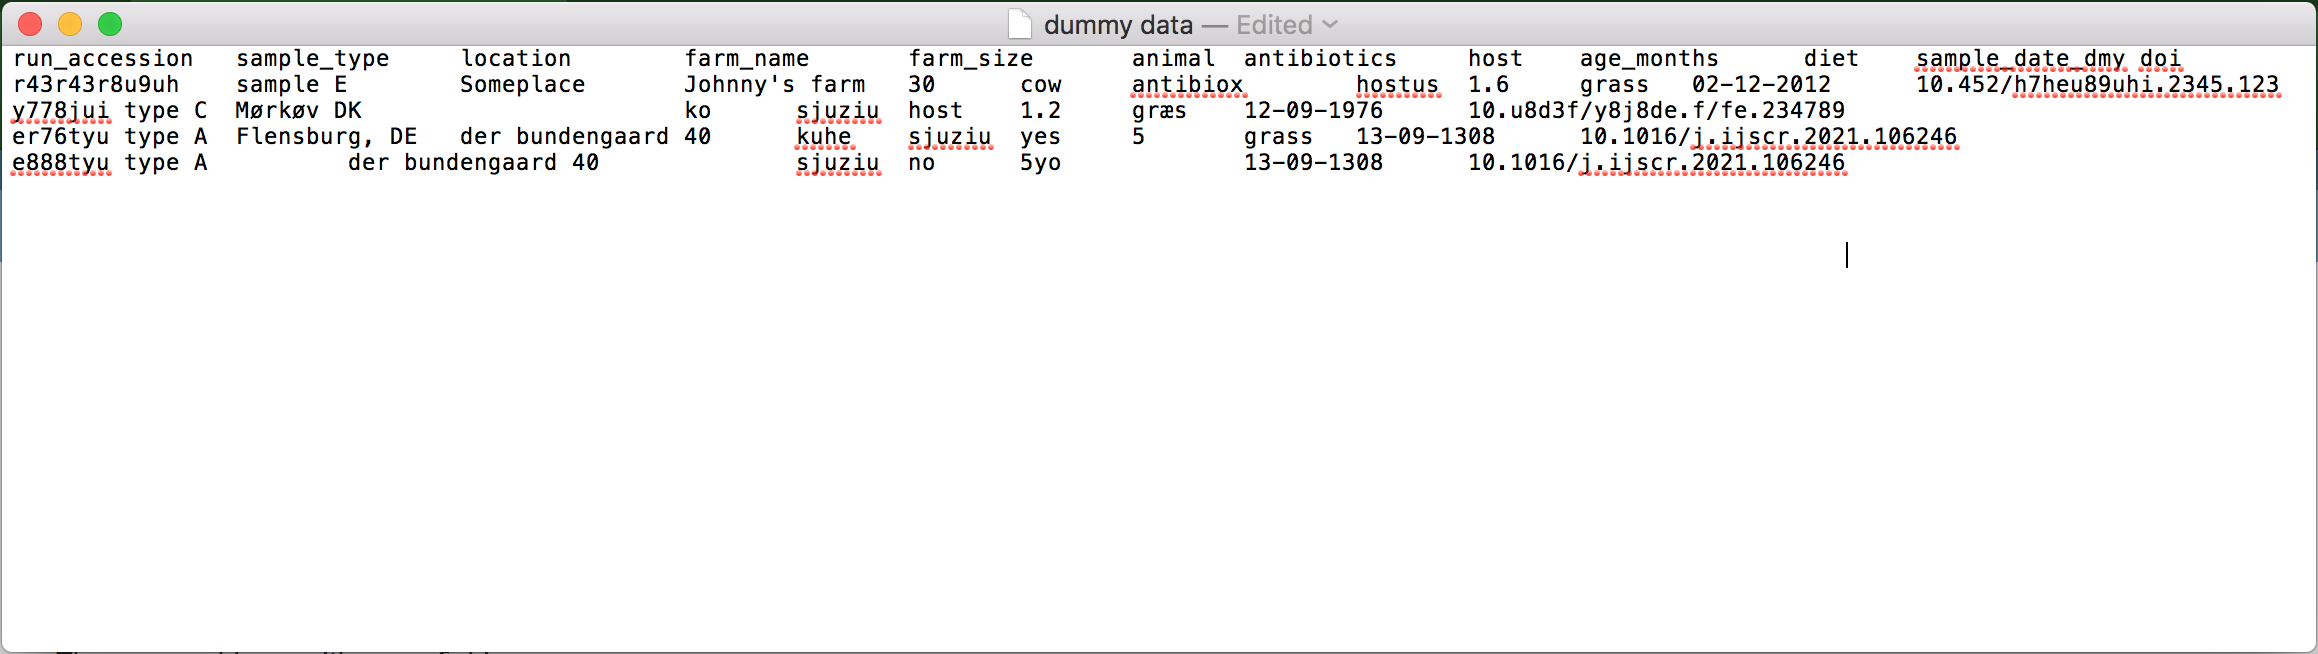 dummy data — Edited
run_accession sample_type location farm_name farm_size animal antibiotics host age_months diet sample_date_dmy doi
r43r43r8u9uh sample E Someplace Johnny's farm 30 cow antibiox hostus 1.6 grass 02-12-2012 10.452/h7heu89uhi.2345.123
y778jui type C Mørkøv DK ko sjuziu host 1.2 græs 12-09-1976 10.u8d3f/y8j8de.f/fe.234789
er76tyu type A Flensburg, DE der bundengaard 40 kuhe sjuziu yes 5 grass 13-09-1308 10.1016/j.ijscr.2021.106246
e888tyu type A der bundengaard 40 sjuziu no 5yo 13-09-1308 10.1016/j.ijscr.2021.106246